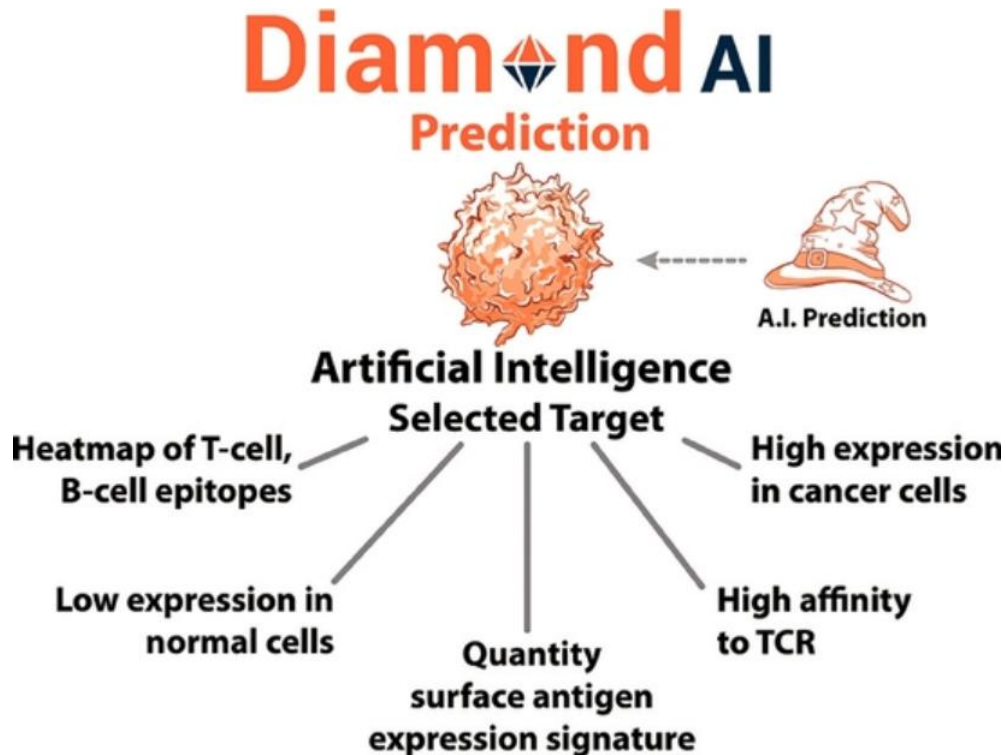 Diamond AI
Prediction
A.I. Prediction
Artificial Intelligence
Selected Target
Heatmap of T-cell,
B-cell epitopes
High expression
in cancer cells
Low expression in
normal cells
High affinity
to TCR
Quantity
surface antigen
expression signature